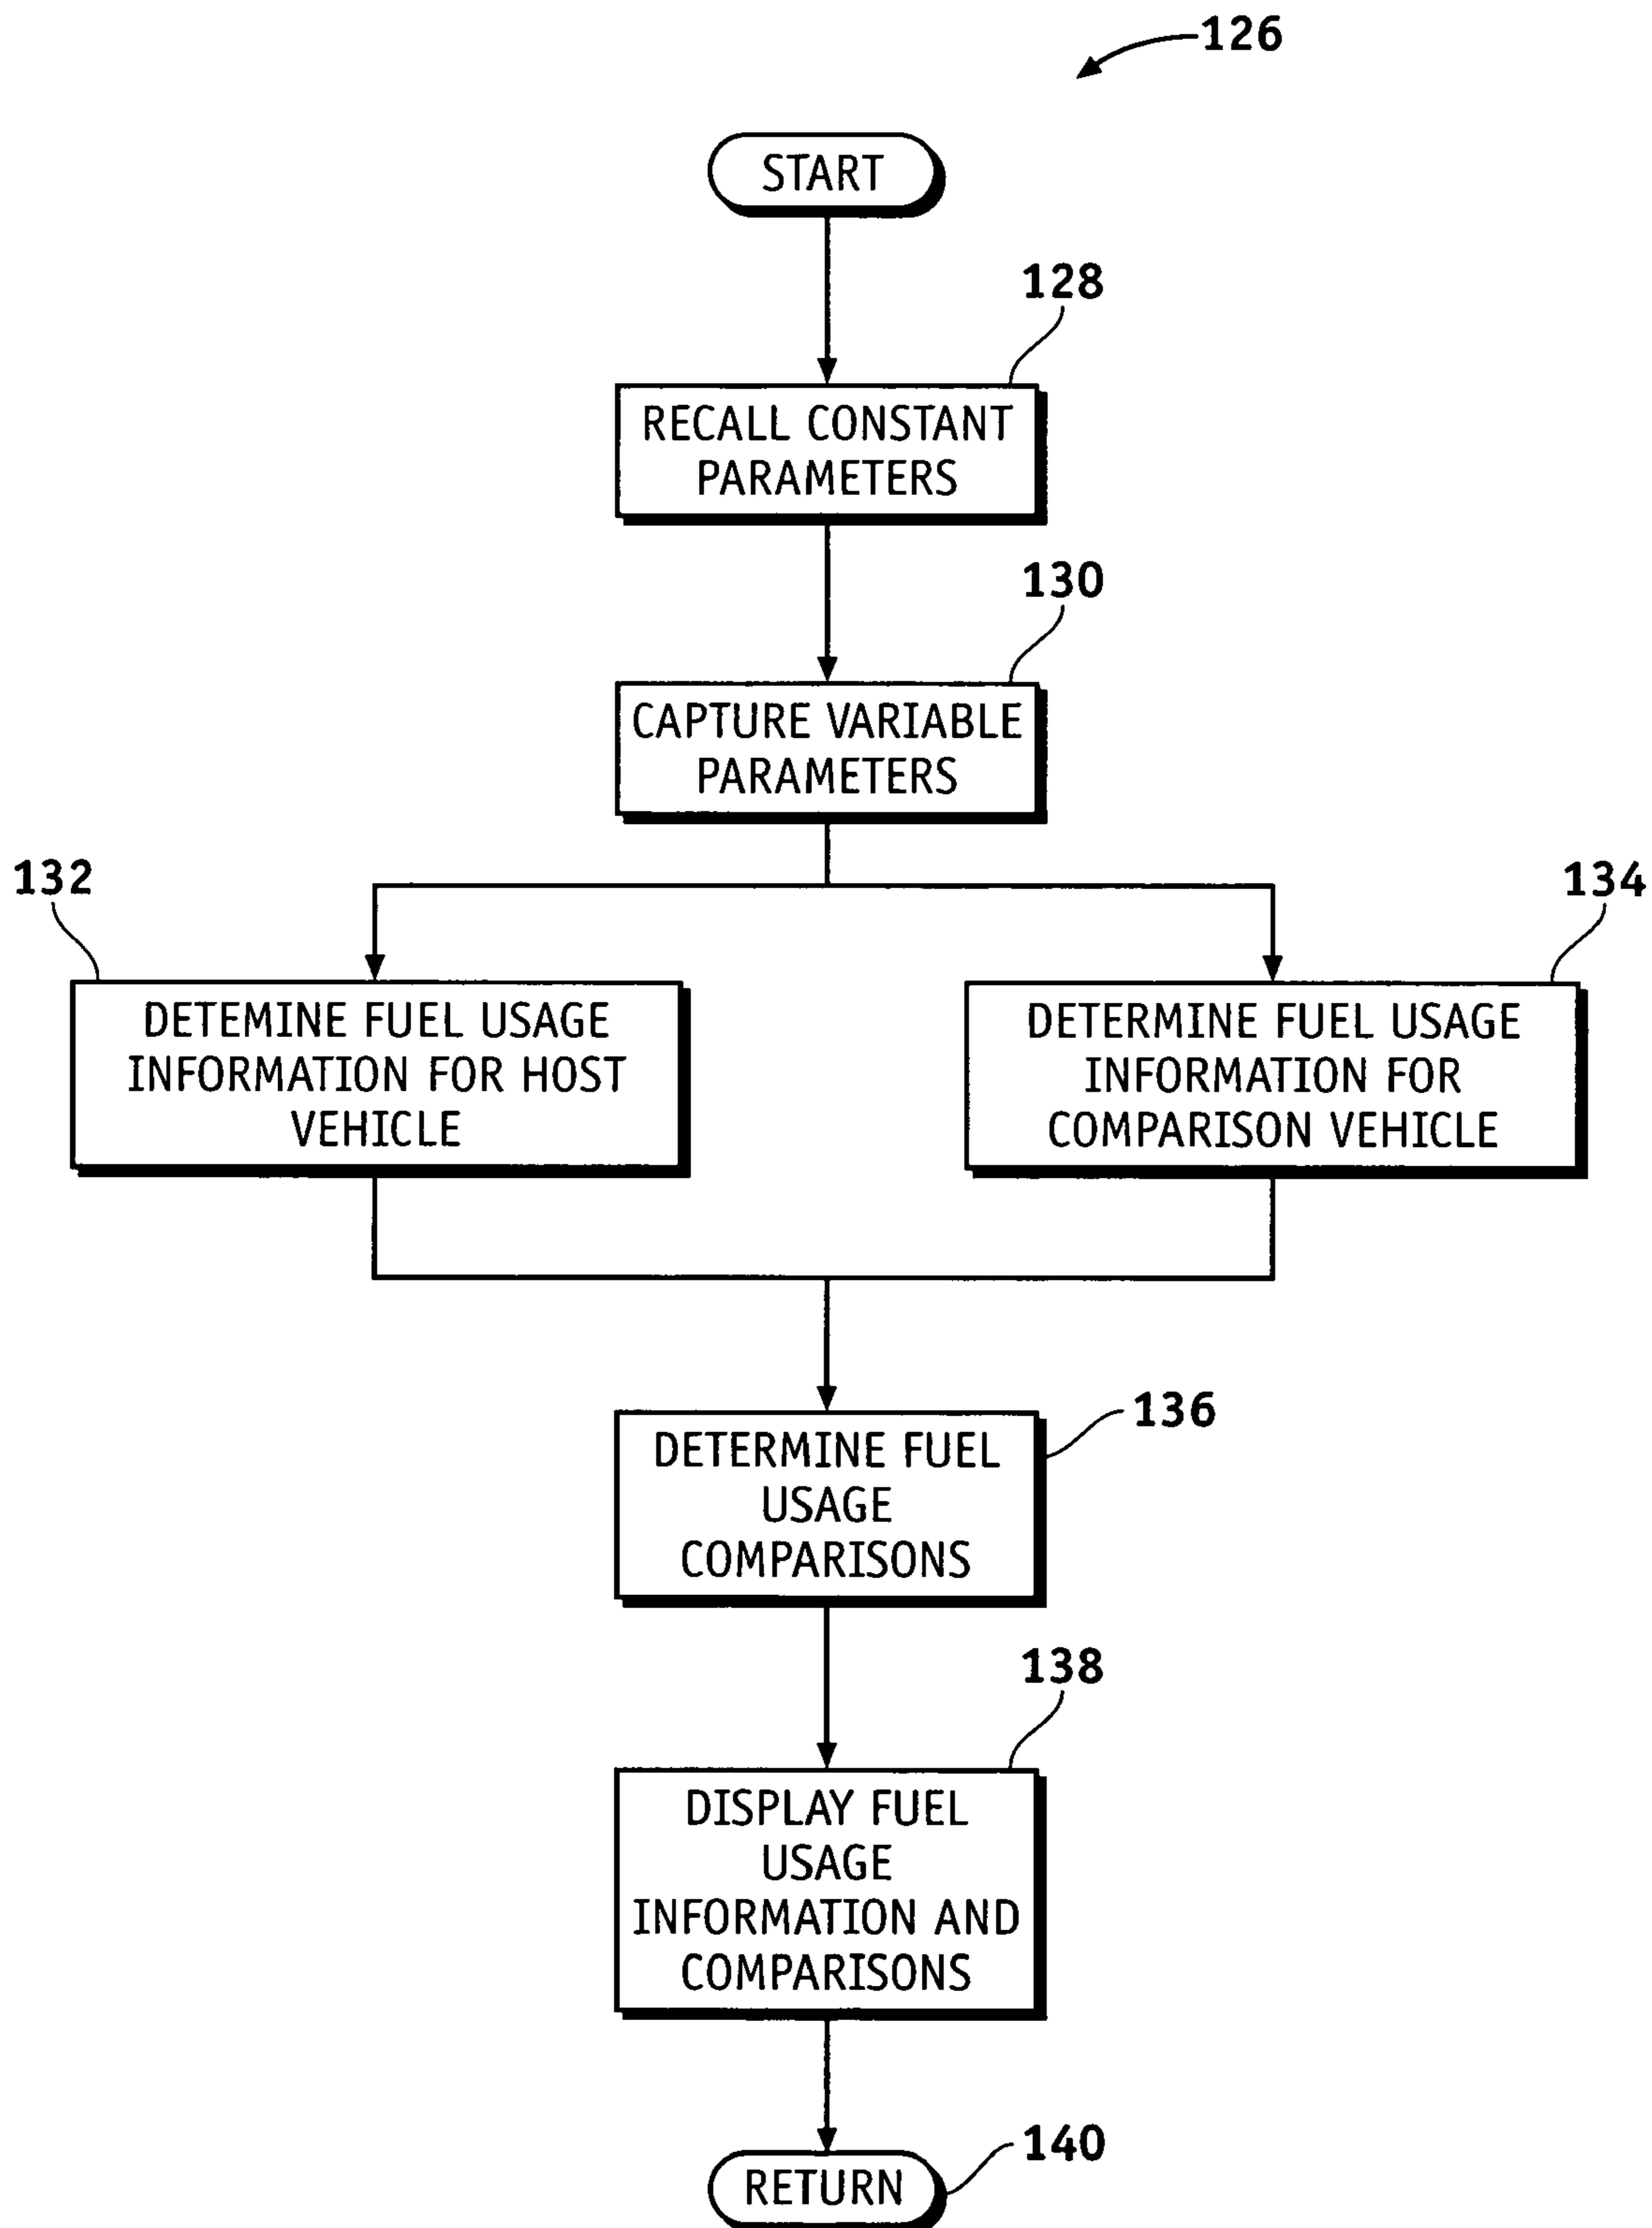 126
START
128
RECALL CONSTANT
PARAMETERS
130
CAPTURE VARIABLE
PARAMETERS
132
DETEMINE FUEL USAGE
INFORMATION FOR HOST
VEHICLE
134
DETERMINE FUEL USAGE
INFORMATION FOR
COMPARISON VEHICLE
136
DETERMINE FUEL
USAGE
COMPARISONS
138
DISPLAY FUEL
USAGE
INFORMATION AND
COMPARISONS
140
RETURN